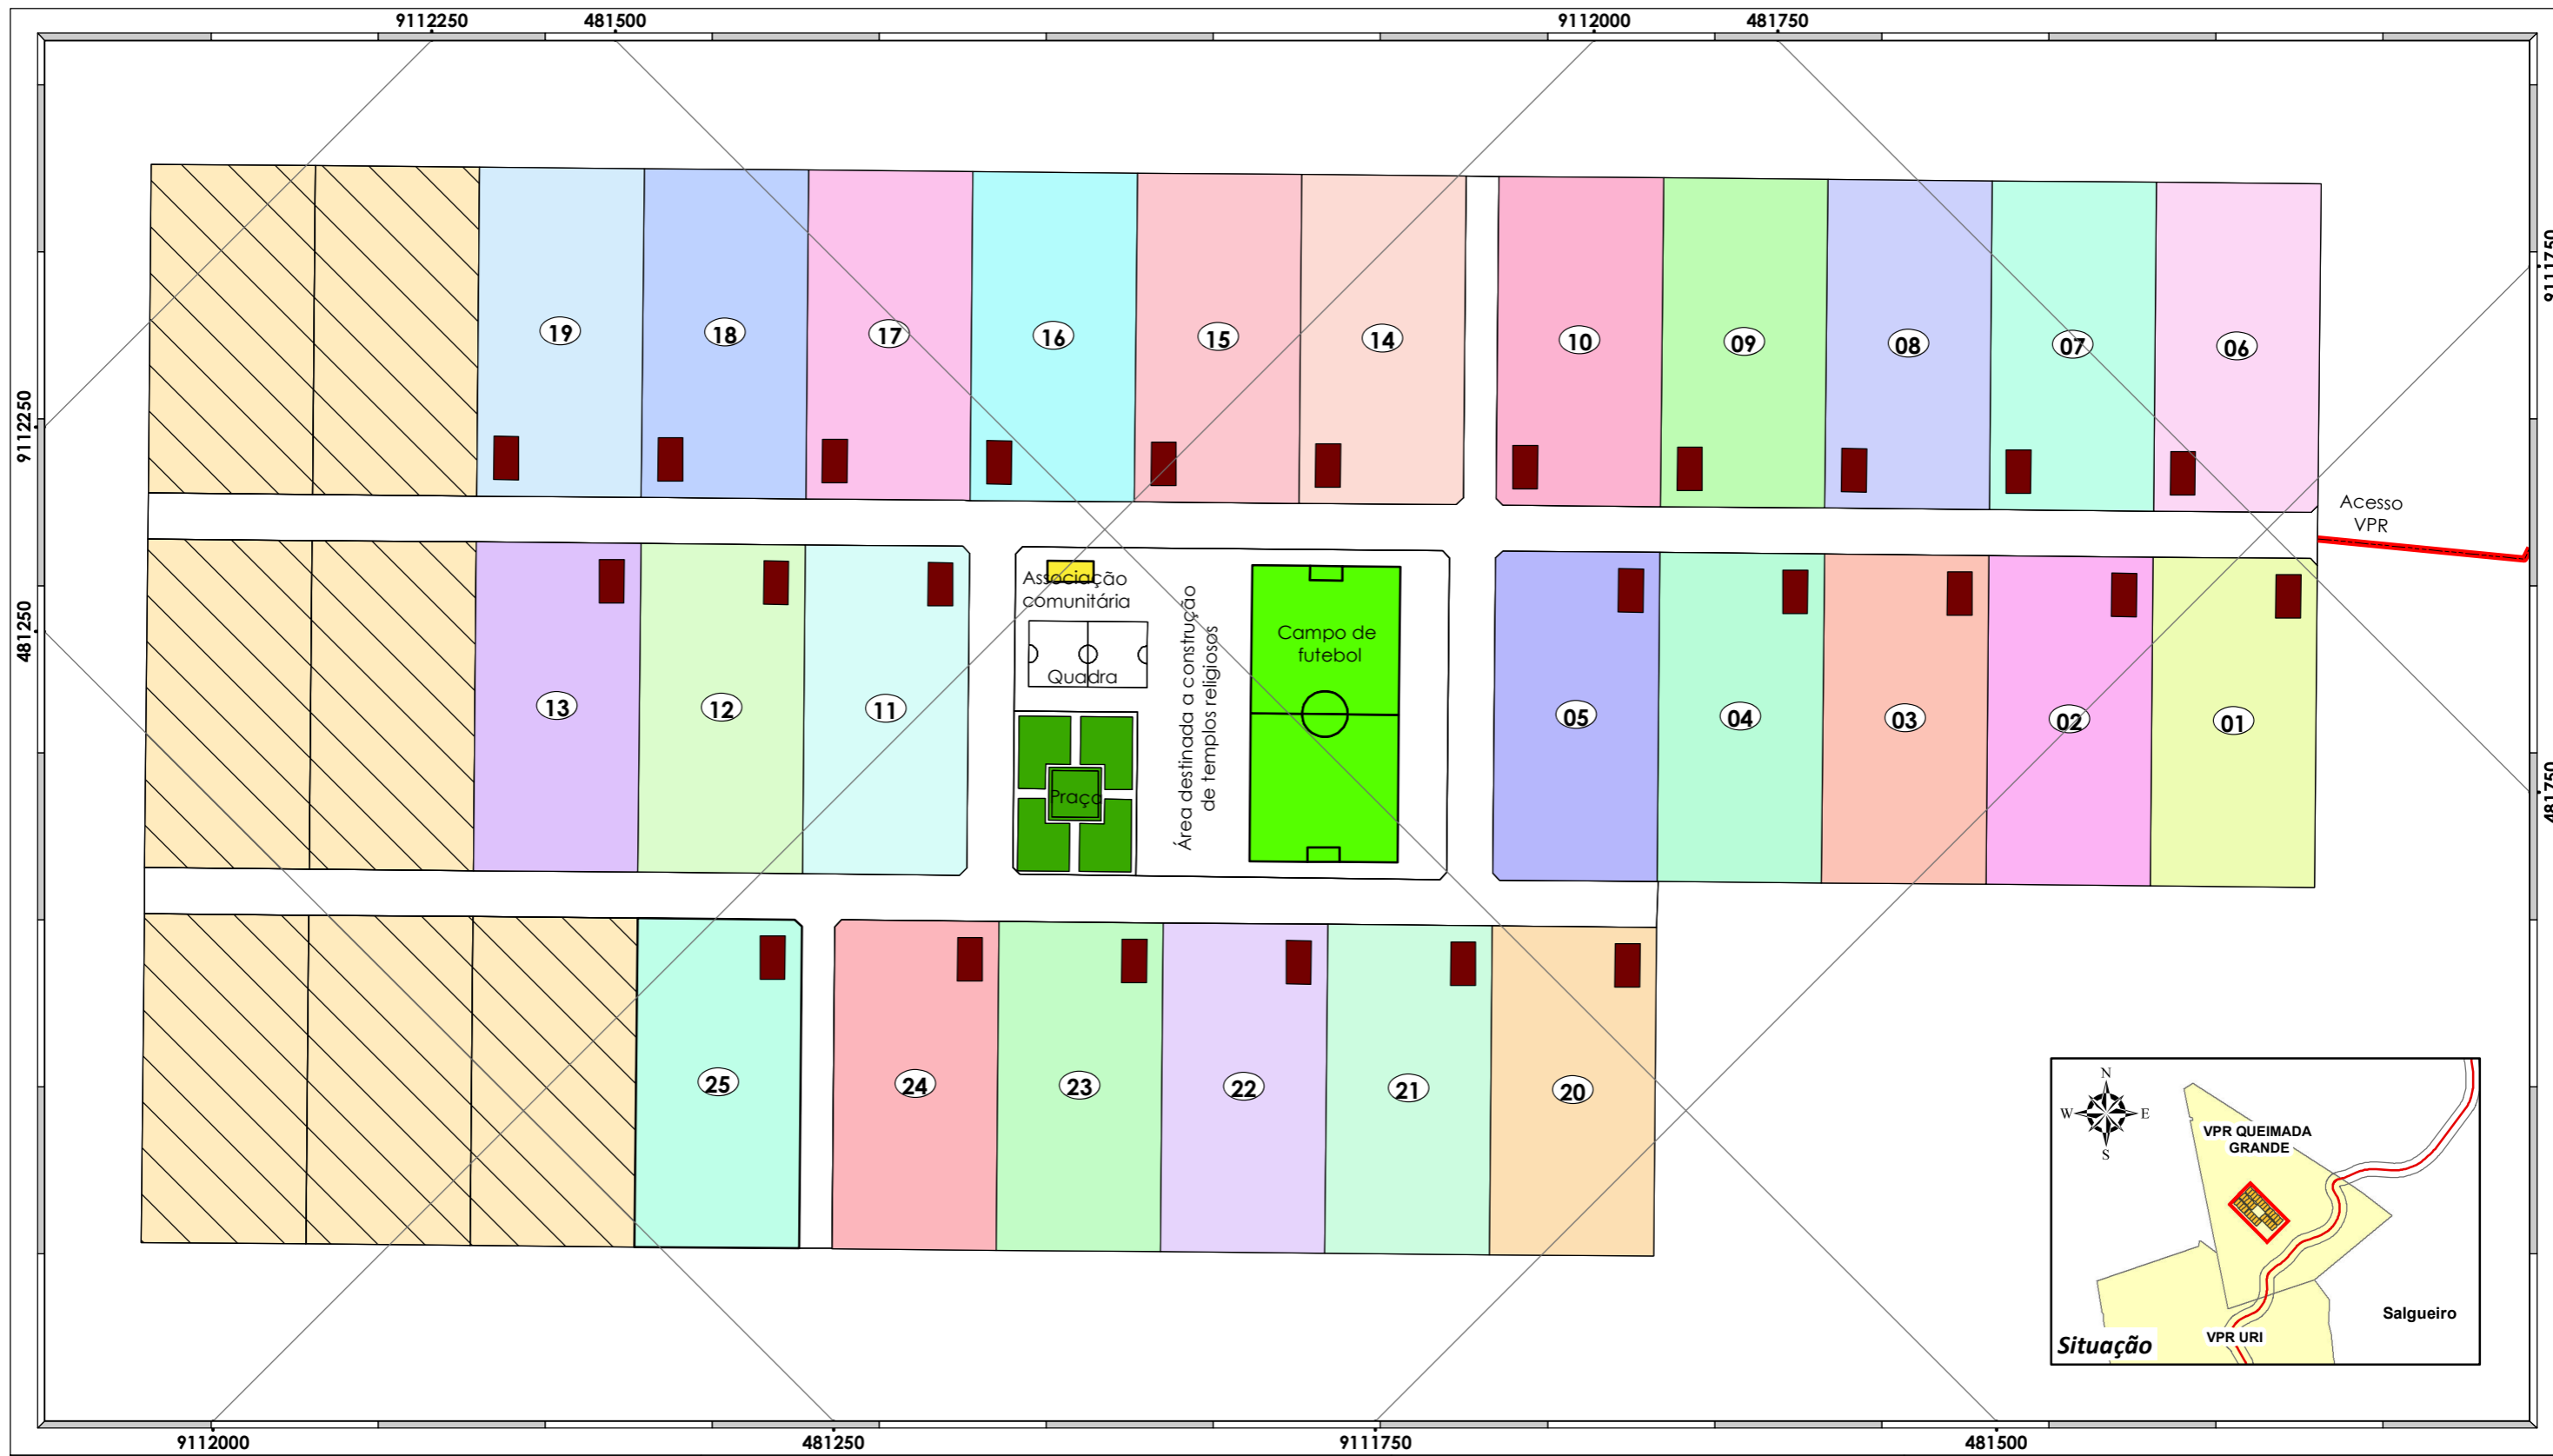 9112250
481500
9112000
481750
9111750
9112250
19
18
17
16
15
14
10
09
08
07
06
Acesso
VPR
481250
Associação
comunitária
Quadra
Praça
Área destinada a construção
de templos religiosos
Campo de
futebol
13
12
11
05
04
03
02
01
481750
25
24
23
22
21
20
N
W
E
S
VPR QUEIMADA
GRANDE
Salgueiro
VPR URI
Situação
9112000
481250
9111750
481500